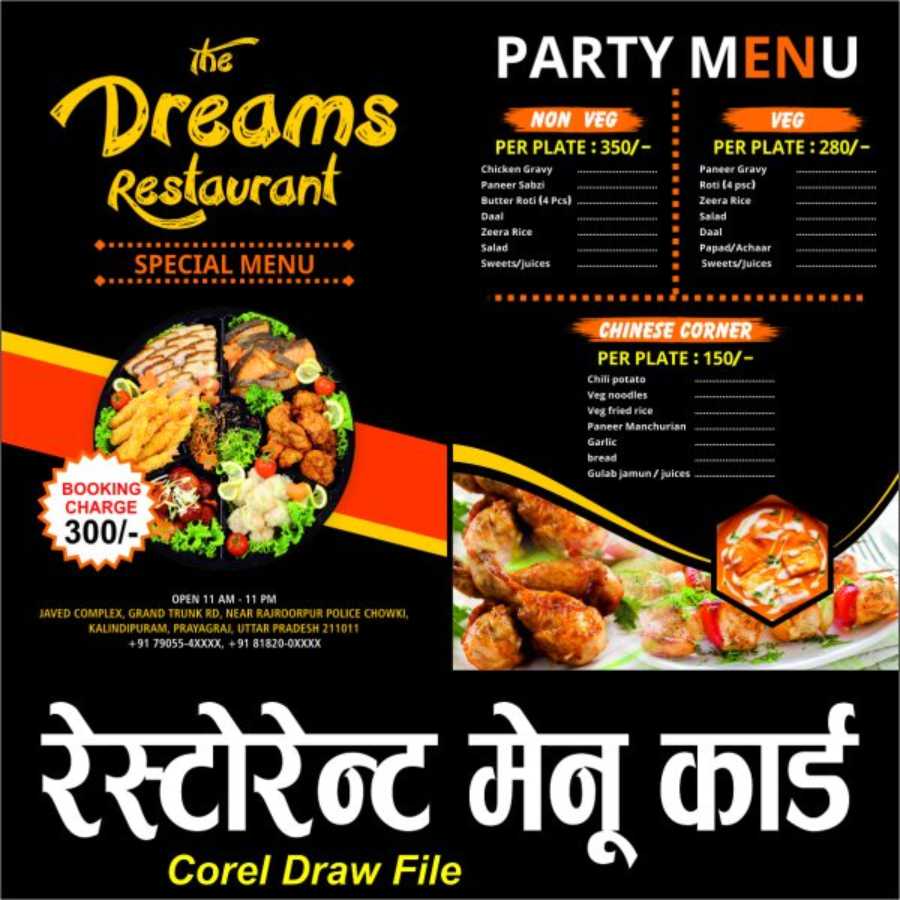 the
Dreams
Restaurant
SPECIAL MENU
BOOKING
CHARGE
300/-
OPEN 11 AM - 11 PM
JAVED COMPLEX, GRAND TRUNK RD, NEAR RAJROORPUR POLICE CHOWKI,
KALINDIPURAM, PRAYAGRAJ, UTTAR PRADESH 211011
+91 79055-4XXXX, +91 81820-0XXXX
PARTY MENU
NON VEG
PER PLATE : 350/-
Chicken Gravy
Paneer Sabzi
Butter Roti (4 Pcs)
Daal
Zeera Rice
Salad
Sweets/juices
VEG
PER PLATE : 280/-
Paneer Gravy
Roti (4 psc)
Zeera Rice
Salad
Daal
Papad/Achaar
Sweets/Juices
CHINESE CORNER
PER PLATE : 150/-
Chili potato
Veg noodles
Veg fried rice
Paneer Manchurian
Garlic
bread
Gulab jamun / juices
रेस्टोरेन्ट मेनू कार्ड
Corel Draw File